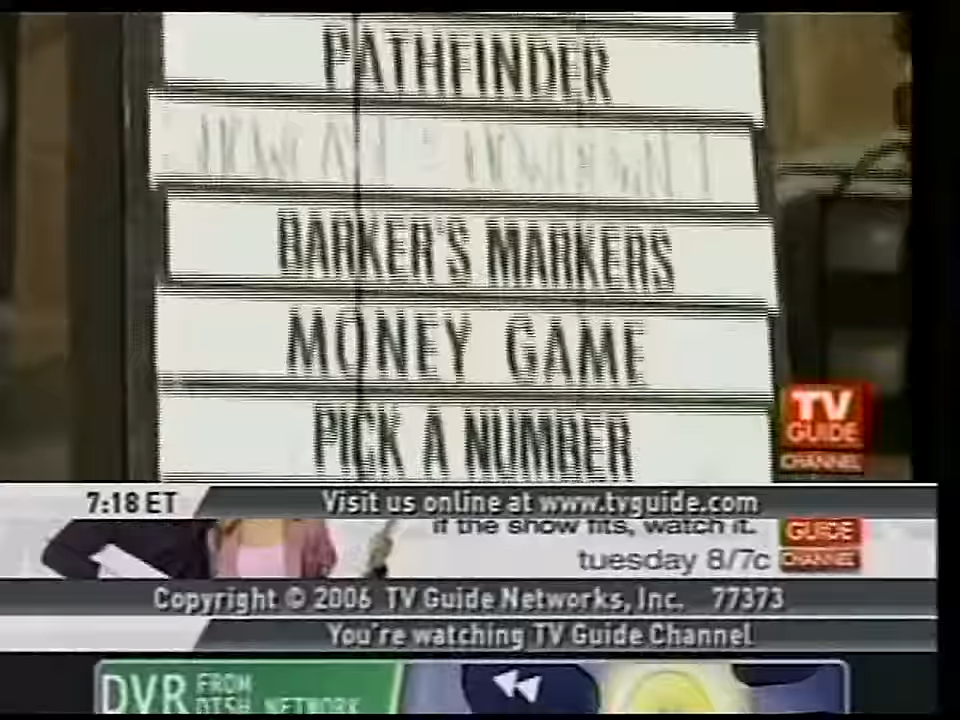 PATHFINDER
BARKER'S MARKERS
MONEY GAME
PICK A NUMBER
TV
GUIDE
CHANNEL
7:18 ET
Visit us online at www.tvguide.com
if the show fits, watch it.
GUIDE
tuesday 8/7c
CHANNEL
Copyright © 2006 TV Guide Networks, Inc. 77373
You're watching TV Guide Channel
DVR FROM
DISH NETWORK